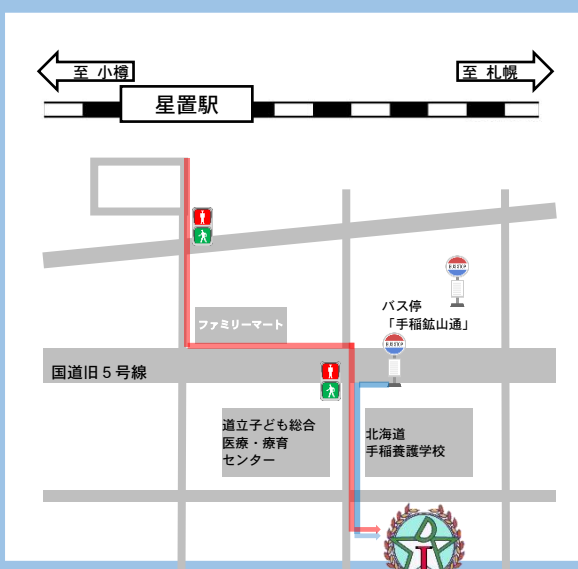 至 小樽
至 札幌
星置駅
ファミリーマート
バス停
「手稲鉱山通」
国道旧５号線
道立子ども総合
医療・療育
センター
北海道
手稲養護学校
I